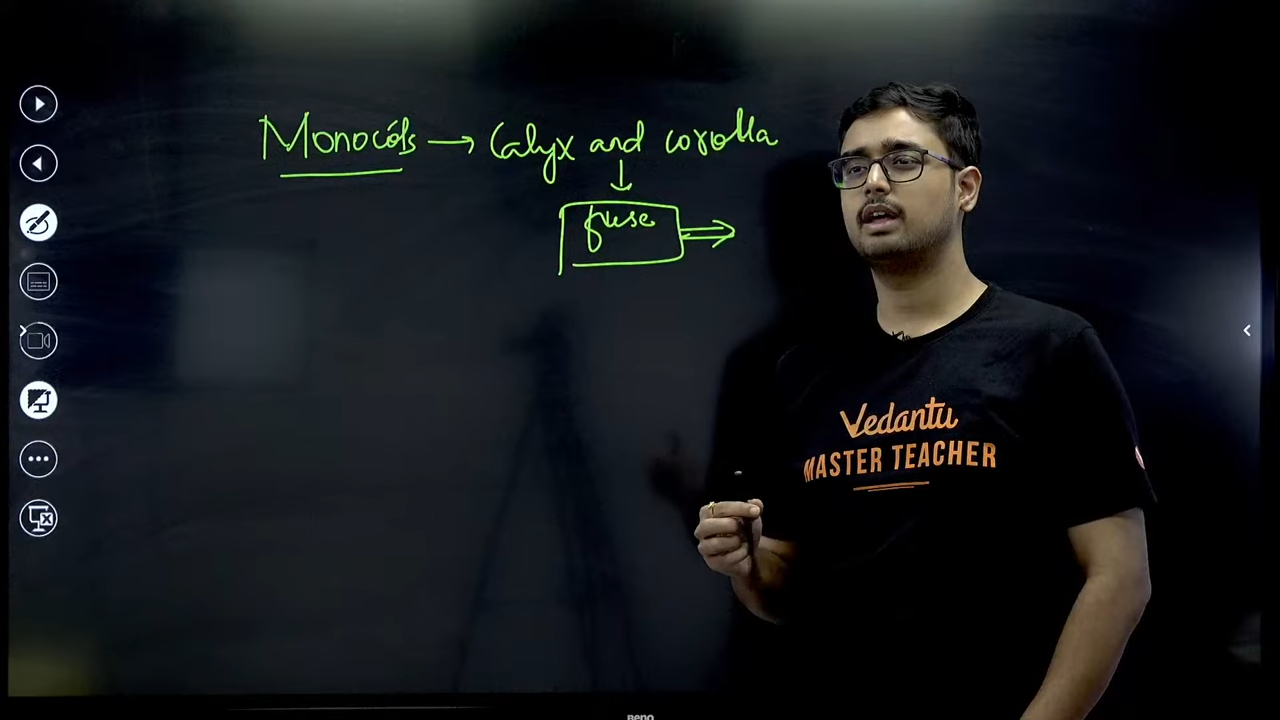 Monocots → Calyx and corolla
↓
fuse ⇒
Vedantu
MASTER TEACHER
BenQ